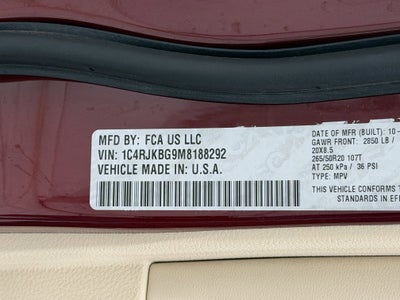 MFD BY: FCA US LLC
VIN: 1C4RJKBG9M8188292
VEHICLE MADE IN: U.S.A.
DATE OF MFR (BUILT): 10-
GAWR FRONT: 2850 LB /
20X8.5
265/50R20 107T
AT 250 kPa / 36 PSI
TYPE: MPV
THIS VEHICLE CONFORMS T
STANDARDS IN EF